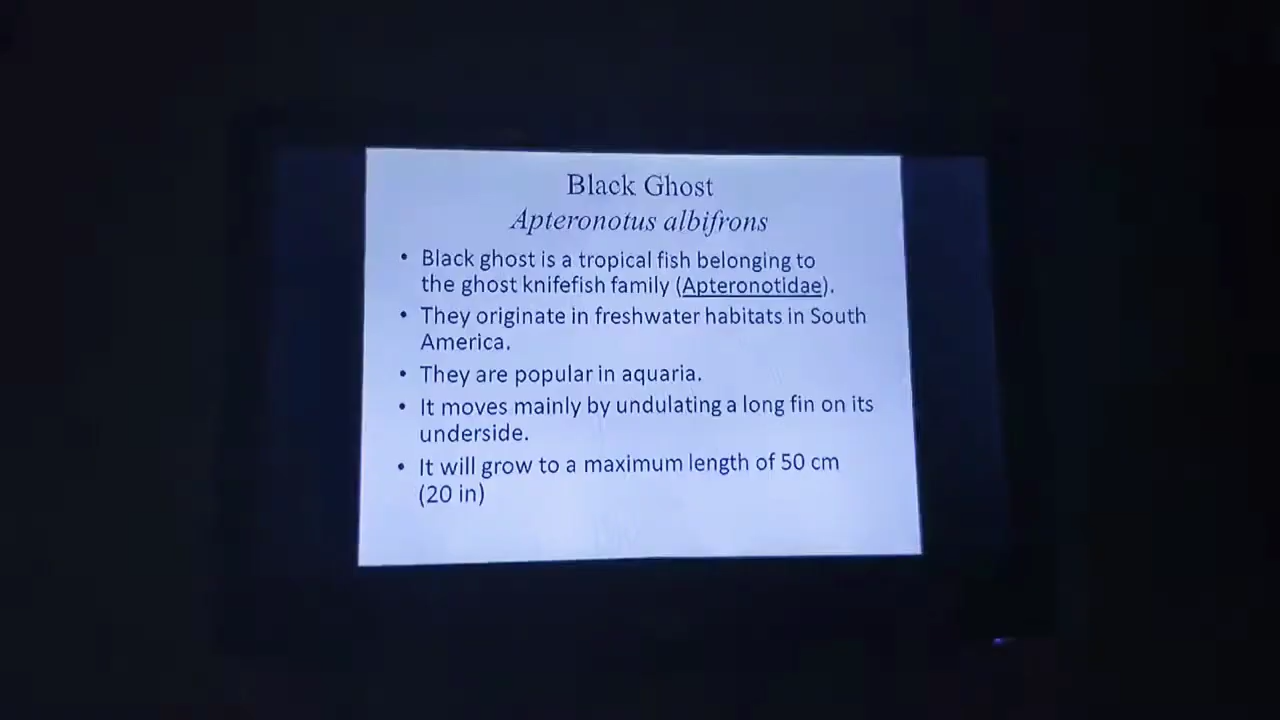 Black Ghost
Apteronotus albifrons
• Black ghost is a tropical fish belonging to
the ghost knifefish family (Apteronotidae).
• They originate in freshwater habitats in South
America.
• They are popular in aquaria.
• It moves mainly by undulating a long fin on its
underside.
• It will grow to a maximum length of 50 cm
(20 in)